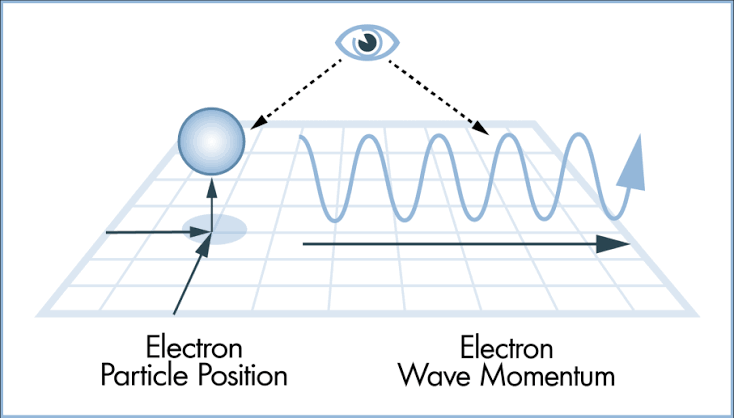 Electron
Particle Position
Electron
Wave Momentum